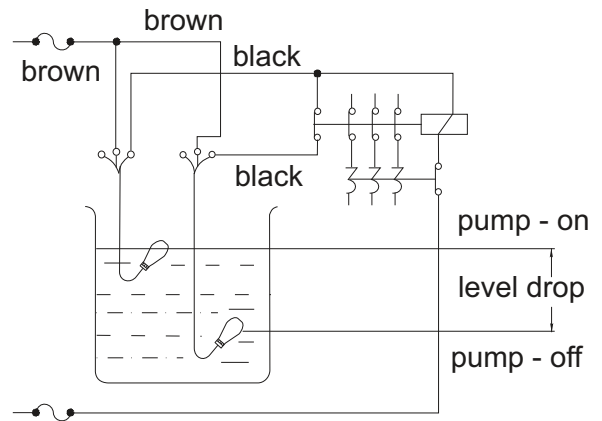 brown
brown
black
black
pump - on
level drop
pump - off